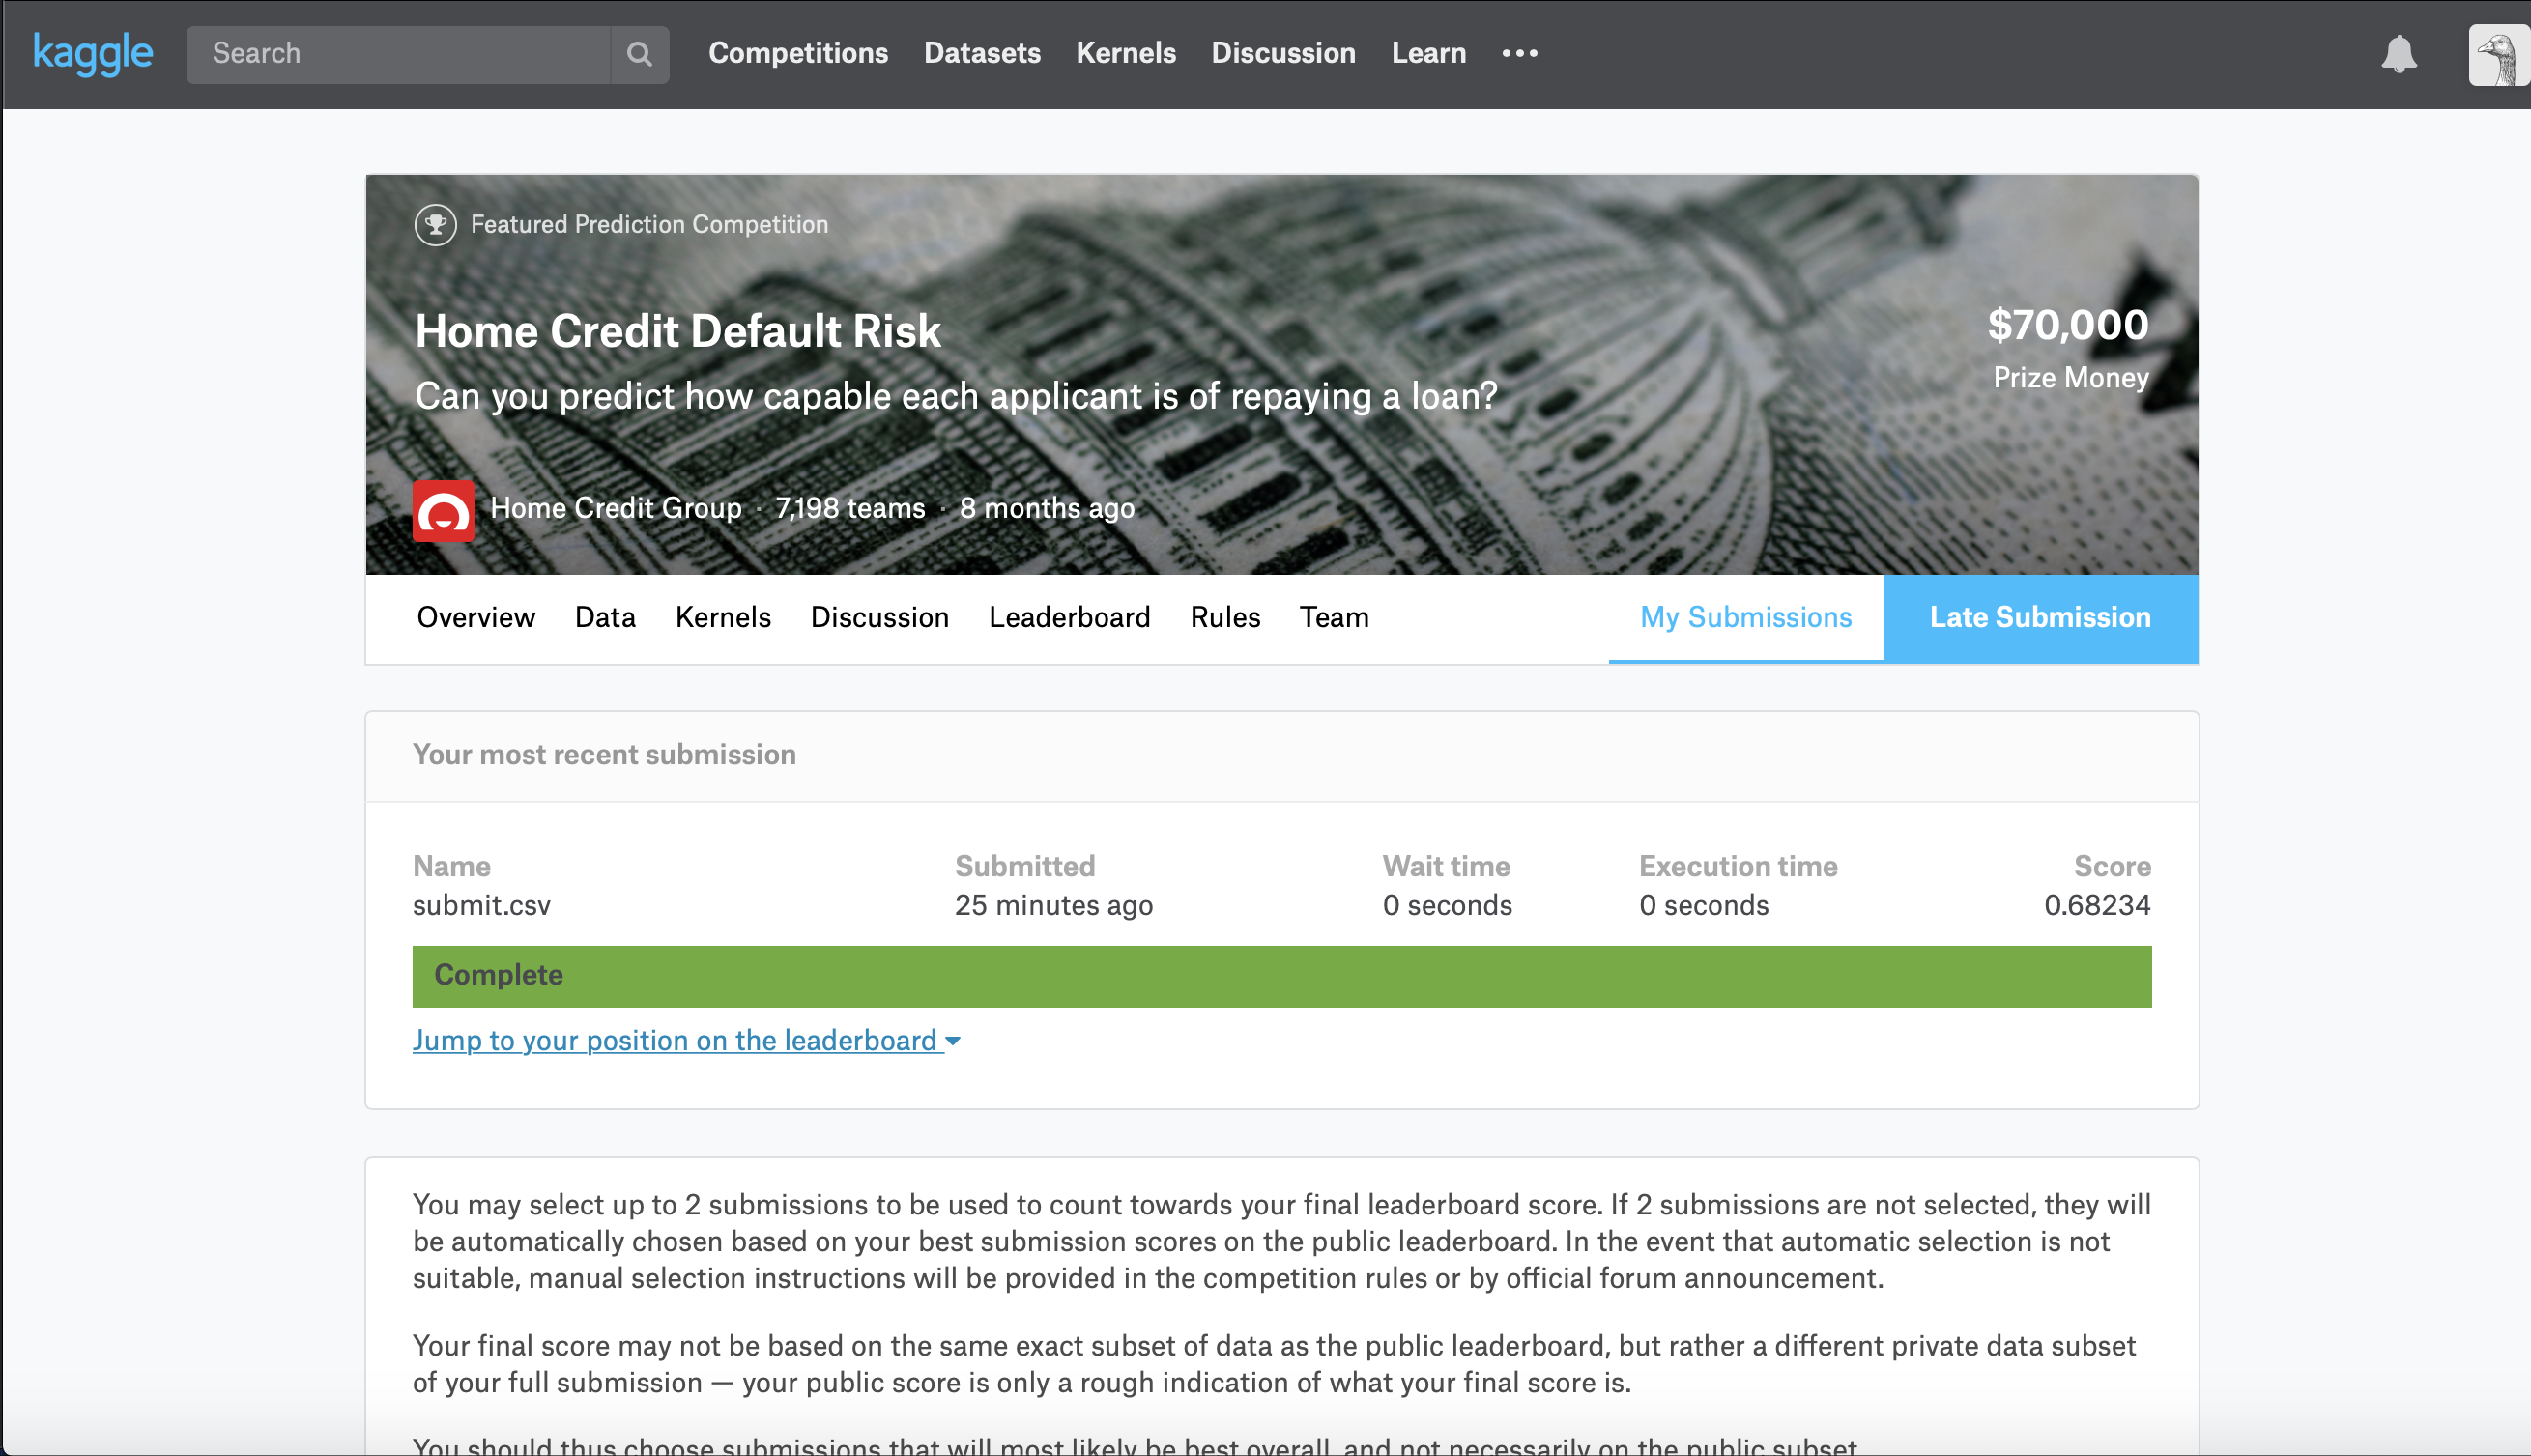 kaggle
Search
Competitions Datasets Kernels Discussion Learn •••
Featured Prediction Competition
Home Credit Default Risk
Can you predict how capable each applicant is of repaying a loan?
$70,000
Prize Money
Home Credit Group · 7,198 teams · 8 months ago
Overview Data Kernels Discussion Leaderboard Rules Team My Submissions Late Submission
Your most recent submission
Name Submitted Wait time Execution time Score
submit.csv 25 minutes ago 0 seconds 0 seconds 0.68234
Complete
Jump to your position on the leaderboard
You may select up to 2 submissions to be used to count towards your final leaderboard score. If 2 submissions are not selected, they will
be automatically chosen based on your best submission scores on the public leaderboard. In the event that automatic selection is not
suitable, manual selection instructions will be provided in the competition rules or by official forum announcement.
Your final score may not be based on the same exact subset of data as the public leaderboard, but rather a different private data subset
of your full submission — your public score is only a rough indication of what your final score is.
You should thus choose submissions that will most likely be best overall, and not necessarily on the public subset.